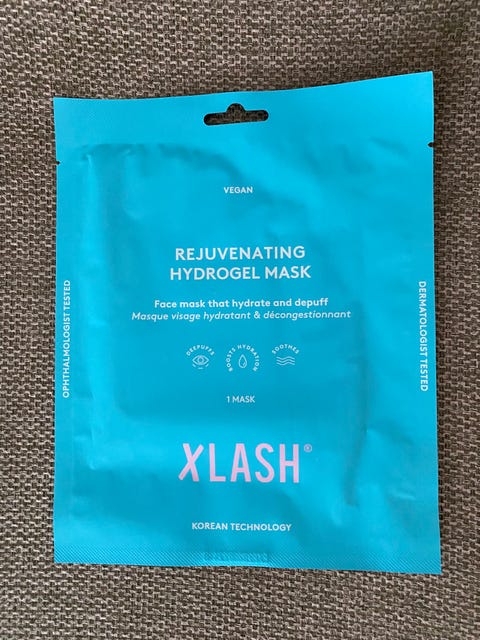 VEGAN
REJUVENATING
HYDROGEL MASK
Face mask that hydrate and depuff
Masque visage hydratant & décongestionnant
DEEPUFFS
BOOSTS HYDRATION
SOOTHES
1 MASK
XLASH®
KOREAN TECHNOLOGY
OPHTHALMOLOGIST TESTED
DERMATOLOGIST TESTED